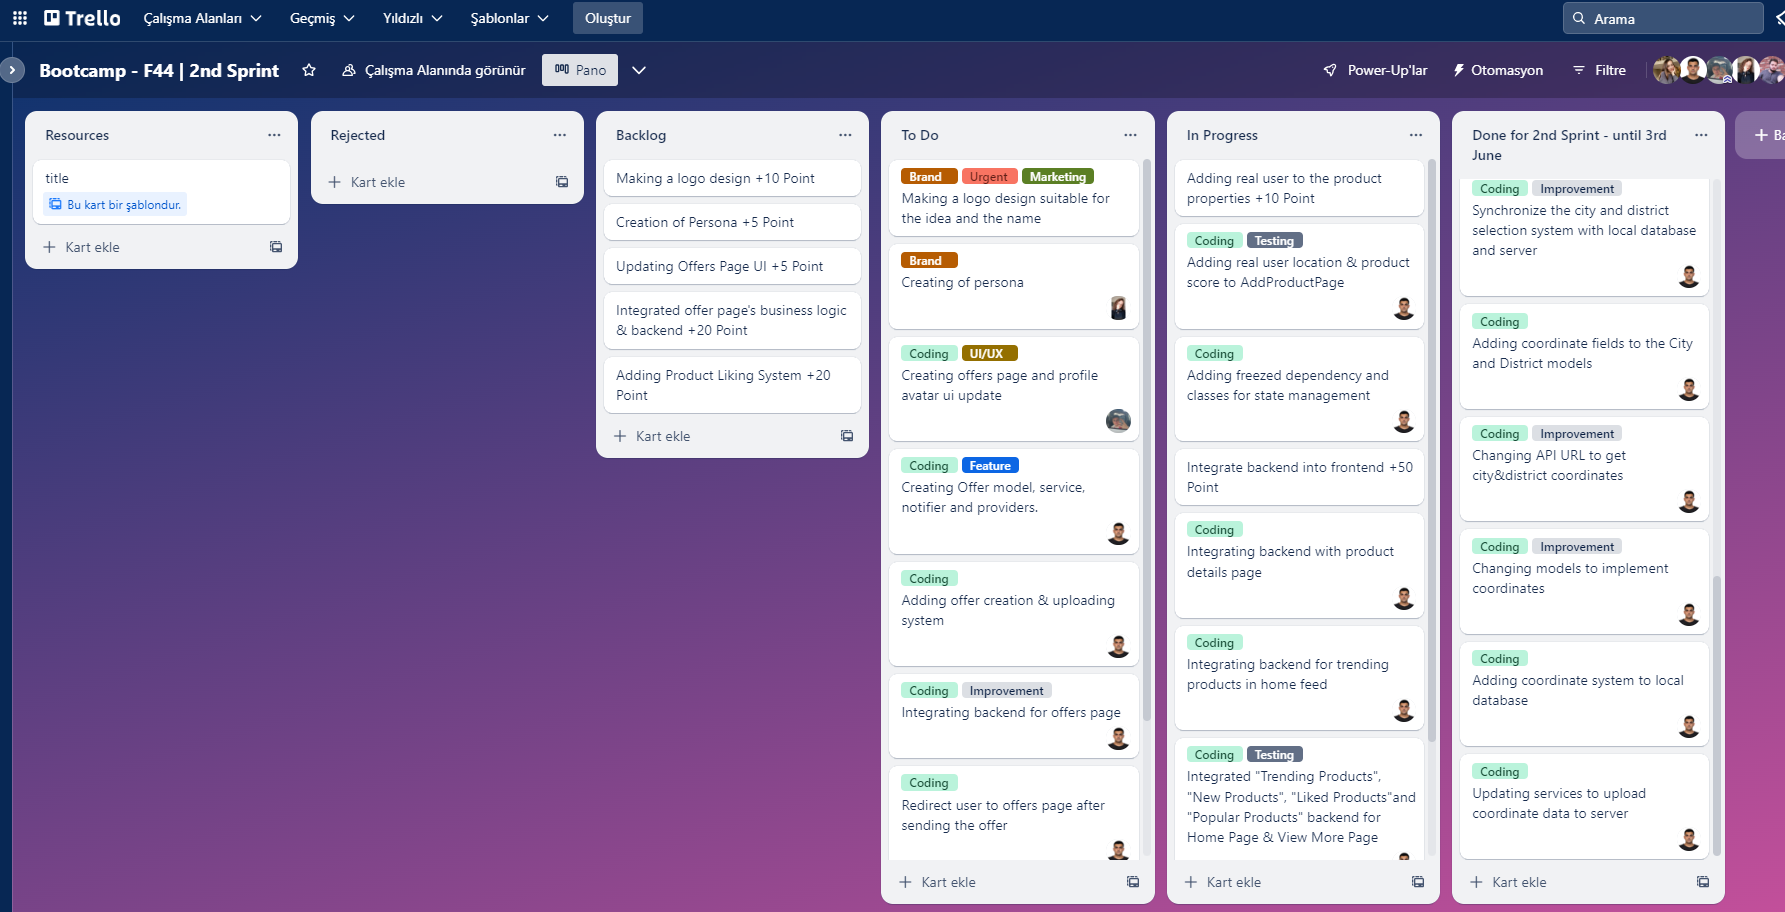 Trello
Çalışma Alanları
Geçmiş
Yıldızlı
Şablonlar
Oluştur
Arama
Bootcamp - F44 | 2nd Sprint
Çalışma Alanında görünür
Pano
Power-Up'lar
Otomasyon
Filtre
Resources
title
Bu kart bir şablondur.
Kart ekle
Rejected
Kart ekle
Backlog
Making a logo design +10 Point
Creation of Persona +5 Point
Updating Offers Page UI +5 Point
Integrated offer page's business logic
& backend +20 Point
Adding Product Liking System +20
Point
Kart ekle
To Do
Brand Urgent Marketing
Making a logo design suitable for
the idea and the name
Brand
Creating of persona
Coding UI/UX
Creating offers page and profile
avatar ui update
Coding Feature
Creating Offer model, service,
notifier and providers.
Coding
Adding offer creation & uploading
system
Coding Improvement
Integrating backend for offers page
Coding
Redirect user to offers page after
sending the offer
Kart ekle
In Progress
Adding real user to the product
properties +10 Point
Coding Testing
Adding real user location & product
score to AddProductPage
Coding
Adding freezed dependency and
classes for state management
Integrate backend into frontend +50
Point
Coding
Integrating backend with product
details page
Coding
Integrating backend for trending
products in home feed
Coding Testing
Integrated "Trending Products",
"New Products", "Liked Products"and
"Popular Products" backend for
Home Page & View More Page
Kart ekle
Done for 2nd Sprint - until 3rd
June
Coding Improvement
Synchronize the city and district
selection system with local database
and server
Coding
Adding coordinate fields to the City
and District models
Coding Improvement
Changing API URL to get
city&district coordinates
Coding Improvement
Changing models to implement
coordinates
Coding
Adding coordinate system to local
database
Coding
Updating services to upload
coordinate data to server
Kart ekle